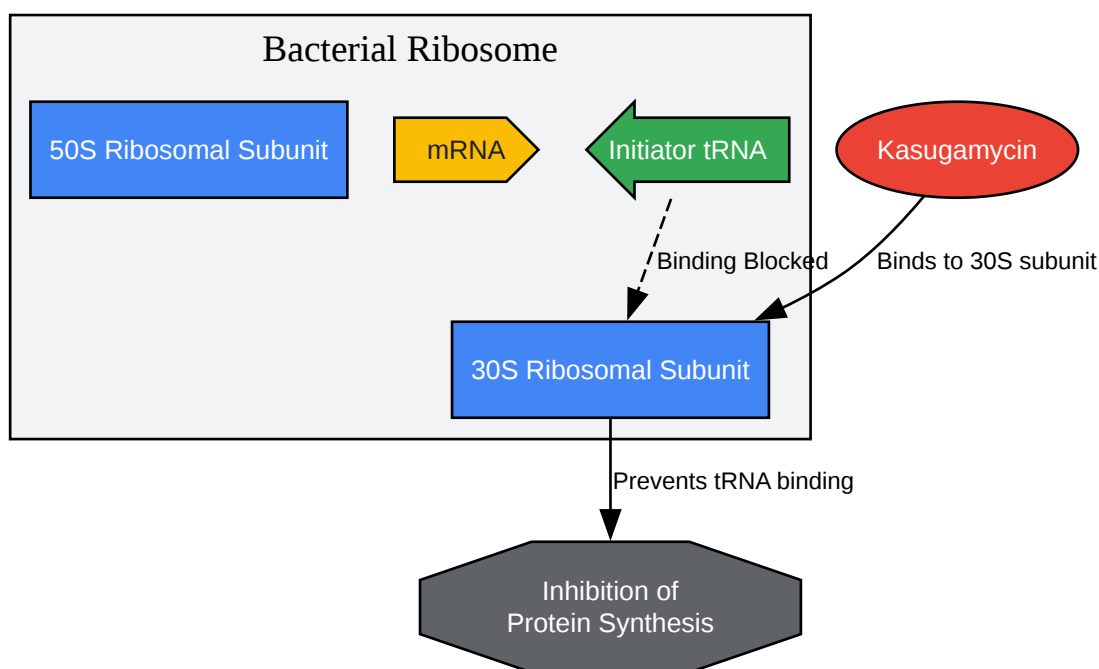 Bacterial Ribosome
50S Ribosomal Subunit
mRNA
Initiator tRNA
Kasugamycin
Binding Blocked
Binds to 30S subunit
30S Ribosomal Subunit
Prevents tRNA binding
Inhibition of
Protein Synthesis